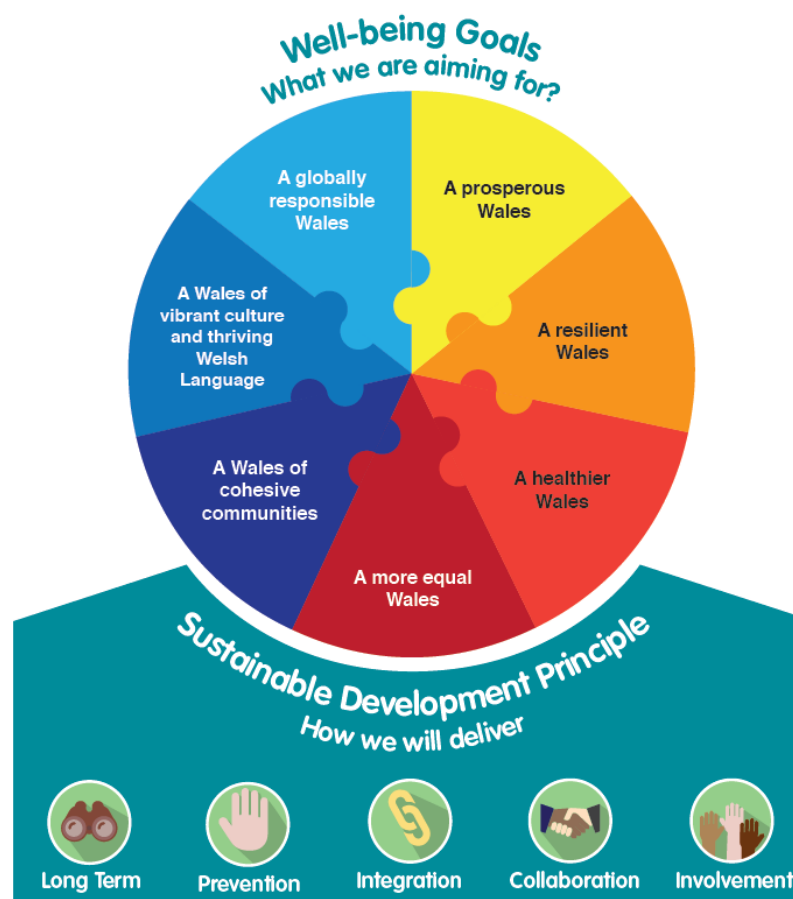 Well-being Goals
What we are aiming for?
A globally
responsible
Wales
A prosperous
Wales
A Wales of
vibrant culture
and thriving
Welsh
Language
A resilient
Wales
A Wales of
cohesive
communities
A healthier
Wales
A more equal
Wales
Sustainable Development Principle
How we will deliver
Long Term
Prevention
Integration
Collaboration
Involvement